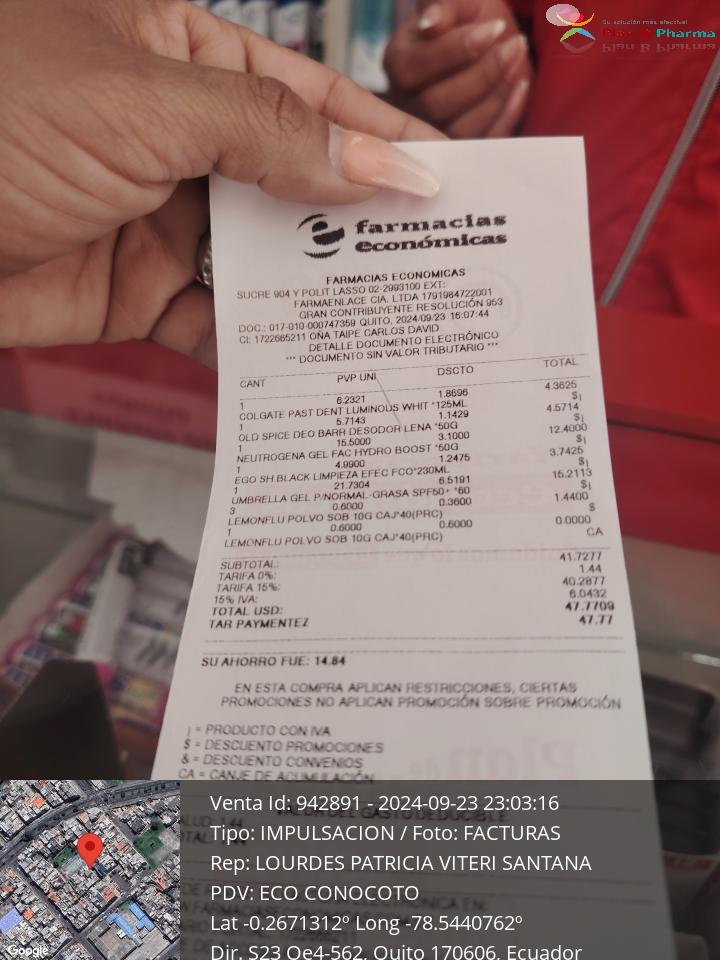 Su solución más efectiva!
Plan B Pharma
farmacias
económicas
FARMACIAS ECONOMICAS
SUCRE 904 Y POLIT LASSO 02-2993100 EXT:
FARMAENLACE CIA. LTDA 1791984722001
GRAN CONTRIBUYENTE RESOLUCIÓN 953
DOC.: 017-010-000747359 QUITO, 2024/09/23 16:07:44
CI: 1722665211 OÑA TAIPE CARLOS DAVID
DETALLE DOCUMENTO ELECTRÓNICO
*** DOCUMENTO SIN VALOR TRIBUTARIO ***
CANT PVP UNI DSCTO TOTAL
1 6.2321 1.8696 4.3625
COLGATE PAST DENT LUMINOUS WHIT *125ML $¡
1 5.7143 1.1429 4.5714
OLD SPICE DEO BARR DESODOR LENA *50G $¡
1 15.5000 3.1000 12.4000
NEUTROGENA GEL FAC HYDRO BOOST *50G $¡
1 4.9900 1.2475 3.7425
EGO SH BLACK LIMPIEZA EFEC FCO*230ML $¡
1 21.7304 6.5191 15.2113
UMBRELLA GEL P/NORMAL-GRASA SPF50+ *60 $¡
3 0.6000 0.3600 1.4400
LEMONFLU POLVO SOB 10G CAJ*40(PRC) $
1 0.6000 0.6000 0.0000
LEMONFLU POLVO SOB 10G CAJ*40(PRC) CA
SUBTOTAL: 41.7277
TARIFA 0%: 1.44
TARIFA 15%: 40.2877
15% IVA: 6.0432
TOTAL USD: 47.7709
TAR PAYMENTEZ 47.77
SU AHORRO FUE: 14.84
EN ESTA COMPRA APLICAN RESTRICCIONES, CIERTAS
PROMOCIONES NO APLICAN PROMOCIÓN SOBRE PROMOCIÓN
¡ = PRODUCTO CON IVA
$ = DESCUENTO PROMOCIONES
& = DESCUENTO CONVENIOS
CA = CANJE DE ACUMULACIÓN
VALOR DEL GASTO DEDUCIBLE
Venta Id: 942891 - 2024-09-23 23:03:16
Tipo: IMPULSACION / Foto: FACTURAS
Rep: LOURDES PATRICIA VITERI SANTANA
PDV: ECO CONOCOTO
Lat -0.2671312º Long -78.5440762º
Dir. S23 Oe4-562, Quito 170606, Ecuador
Google